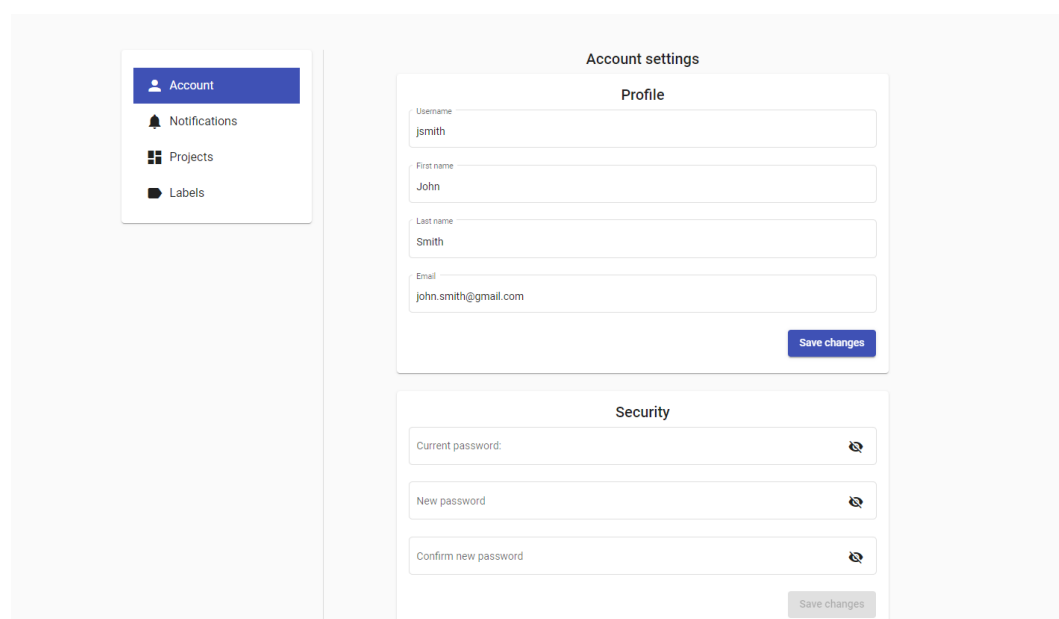 Account
Notifications
Projects
Labels
Account settings
Profile
Username
jsmith
First name
John
Last name
Smith
Email
john.smith@gmail.com
Save changes
Security
Current password:
New password
Confirm new password
Save changes